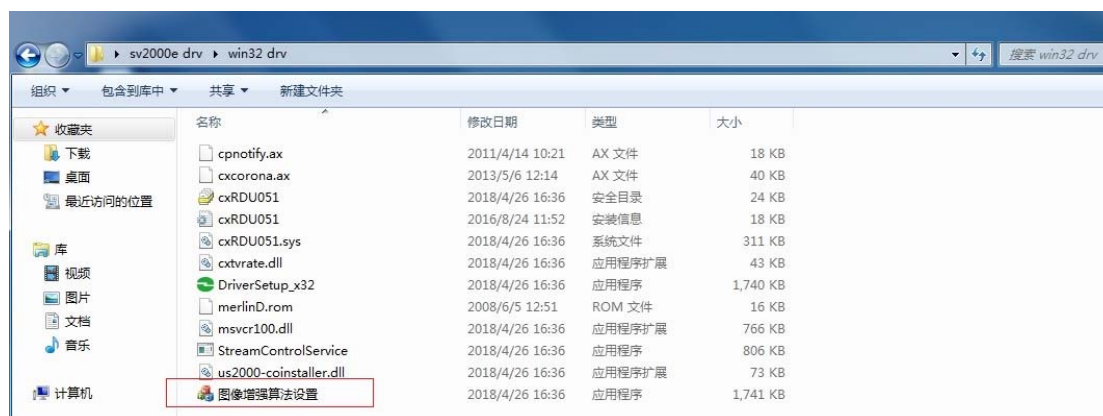 sv2000e drv ▸ win32 drv
搜索 win32 drv
组织 包含到库中 共享 新建文件夹
收藏夹
下载
桌面
最近访问的位置
库
视频
图片
文档
音乐
计算机
名称 修改日期 类型 大小
cpnotify.ax 2011/4/14 10:21 AX 文件 18 KB
cxcorona.ax 2013/5/6 12:14 AX 文件 40 KB
cxRDU051 2018/4/26 16:36 安全目录 24 KB
cxRDU051 2016/8/24 11:52 安装信息 18 KB
cxRDU051.sys 2018/4/26 16:36 系统文件 311 KB
cxtvrate.dll 2018/4/26 16:36 应用程序扩展 43 KB
DriverSetup_x32 2018/4/26 16:36 应用程序 1,740 KB
merlinD.rom 2008/6/5 12:51 ROM 文件 16 KB
msvcr100.dll 2018/4/26 16:36 应用程序扩展 766 KB
StreamControlService 2018/4/26 16:36 应用程序 806 KB
us2000-coinstaller.dll 2018/4/26 16:36 应用程序扩展 73 KB
图像增强算法设置 2018/4/26 16:36 应用程序 1,741 KB